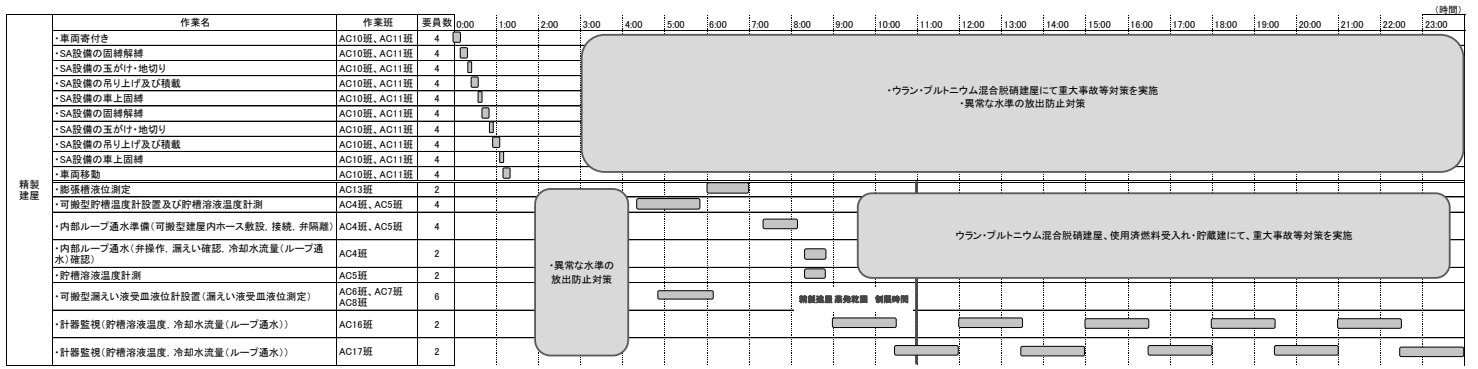 (時間)
作業名 作業班 要員数 0:00 1:00 2:00 3:00 4:00 5:00 6:00 7:00 8:00 9:00 10:00 11:00 12:00 13:00 14:00 15:00 16:00 17:00 18:00 19:00 20:00 21:00 22:00 23:00
精製
建屋
・車両寄付き AC10班、AC11班 4
・SA設備の固縛解縛 AC10班、AC11班 4
・SA設備の玉がけ・地切り AC10班、AC11班 4
・SA設備の吊り上げ及び積載 AC10班、AC11班 4
・SA設備の車上固縛 AC10班、AC11班 4
・SA設備の固縛解縛 AC10班、AC11班 4
・SA設備の玉がけ・地切り AC10班、AC11班 4
・SA設備の吊り上げ及び積載 AC10班、AC11班 4
・SA設備の車上固縛 AC10班、AC11班 4
・車両移動 AC10班、AC11班 4
・ウラン・プルトニウム混合脱硝建屋にて重大事故等対策を実施
・異常な水準の放出防止対策
・膨張槽液位測定 AC13班 2
・可搬型貯槽温度計設置及び貯槽溶液温度計測 AC4班、AC5班 4
・内部ループ通水準備(可搬型建屋内ホース敷設, 接続, 弁隔離) AC4班、AC5班 4
・内部ループ通水(弁操作, 漏えい確認, 冷却水流量(ループ通
水)確認) AC4班 2
・貯槽溶液温度計測 AC5班 2
・可搬型漏えい液受皿液位計設置(漏えい液受皿液位測定) AC6班、AC7班
AC8班 6
・計器監視(貯槽溶液温度, 冷却水流量(ループ通水)) AC16班 2
・計器監視(貯槽溶液温度, 冷却水流量(ループ通水)) AC17班 2
・異常な水準の
放出防止対策
ウラン・プルトニウム混合脱硝建屋、使用済燃料受入れ・貯蔵建にて、重大事故等対策を実施
精製建屋 蒸発乾固 制限時間